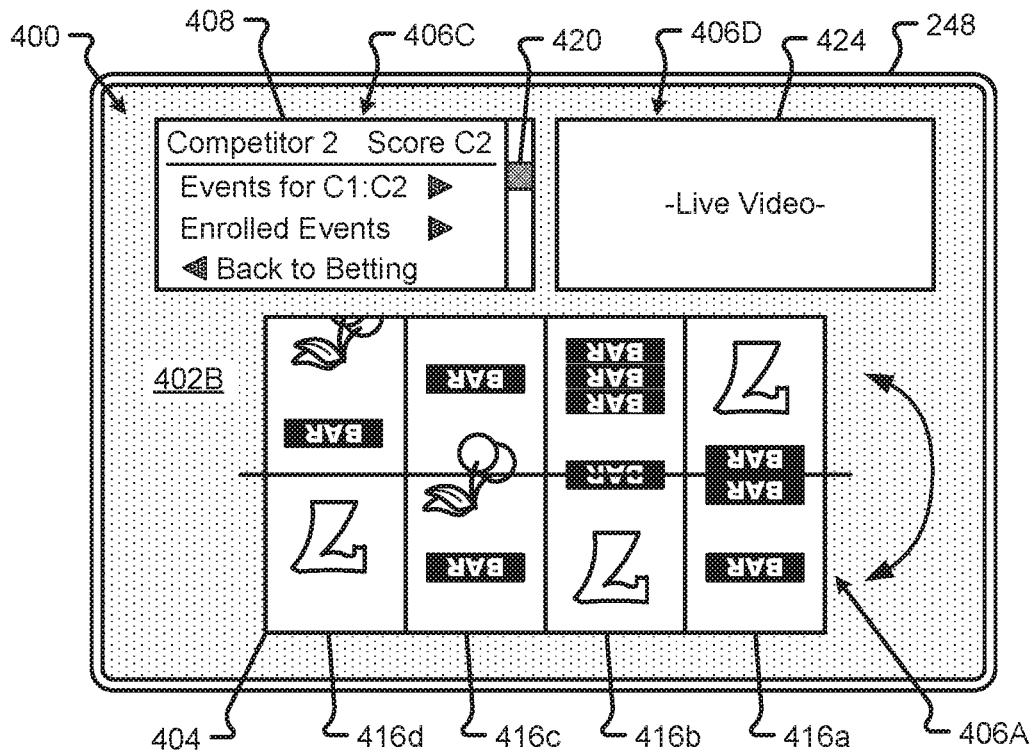 408 406C 420 406D 424 248
400
Competitor 2 Score C2
Events for C1:C2
Enrolled Events
Back to Betting
-Live Video-
402B
BAR
BAR
BAR
BAR
BAR
BAR
BAR
BAR
BAR
BAR
BAR
404 416d 416c 416b 416a 406A